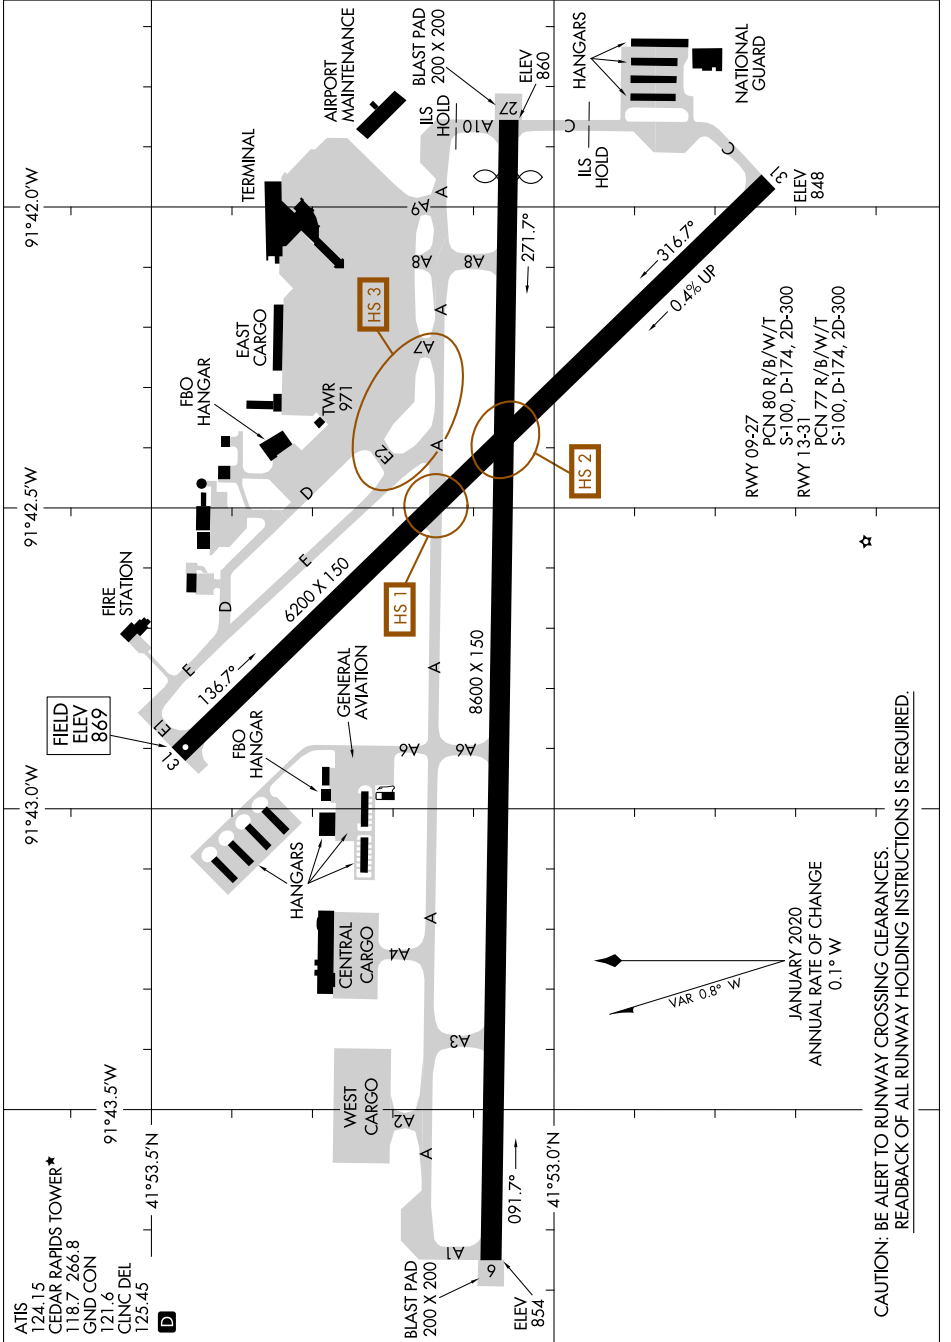 ATIS
124.15
CEDAR RAPIDS TOWER★
118.7 266.8
GND CON
121.6
CLNC DEL
125.45
D
91°43.5'W
91°43.0'W
91°42.5'W
91°42.0'W
41°53.5'N
41°53.0'N
FIELD
ELEV
869
FIRE
STATION
FBO
HANGAR
EAST
CARGO
TERMINAL
AIRPORT
MAINTENANCE
TWR
971
HS 3
HS 1
HS 2
13
E1
E
D
E
D
E2
136.7°
6200 X 150
FBO
HANGAR
GENERAL
AVIATION
HANGARS
CENTRAL
CARGO
WEST
CARGO
A1
A
A2
A3
A4
A
A6
A6
A
A
A7
A
A8
A8
A9
A
A10
ILS
HOLD
BLAST PAD
200 X 200
27
ELEV
860
BLAST PAD
200 X 200
9
ELEV
854
091.7°
8600 X 150
271.7°
C
ILS
HOLD
C
HANGARS
NATIONAL
GUARD
31
ELEV
848
316.7°
0.4% UP
RWY 09-27
PCN 80 R/B/W/T
S-100, D-174, 2D-300
RWY 13-31
PCN 77 R/B/W/T
S-100, D-174, 2D-300
VAR 0.8° W
JANUARY 2020
ANNUAL RATE OF CHANGE
0.1° W
CAUTION: BE ALERT TO RUNWAY CROSSING CLEARANCES.
READBACK OF ALL RUNWAY HOLDING INSTRUCTIONS IS REQUIRED.